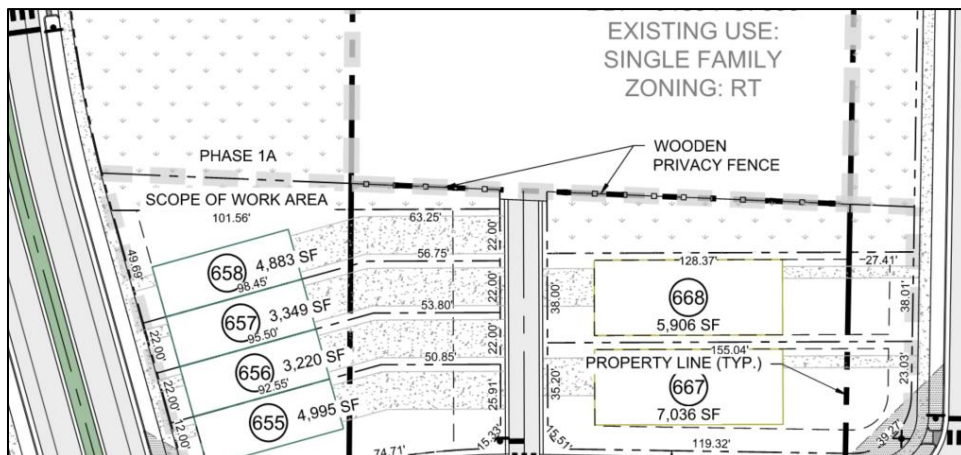 EXISTING USE:
SINGLE FAMILY
ZONING: RT
PHASE 1A
WOODEN
PRIVACY FENCE
SCOPE OF WORK AREA
101.56'
63.25'
22.00'
49.69'
658
4,883 SF
98.45'
56.75'
128.37'
27.41'
22.00'
38.00'
668
5,906 SF
38.01'
657
3,349 SF
95.50'
53.80'
22.00'
22.00'
656
3,220 SF
92.55'
50.85'
22.00'
155.04'
PROPERTY LINE (TYP.)
23.03'
25.91'
35.20'
667
7,036 SF
655
4,995 SF
12.00'
74.71'
15.33'
15.51'
119.32'
39.27'